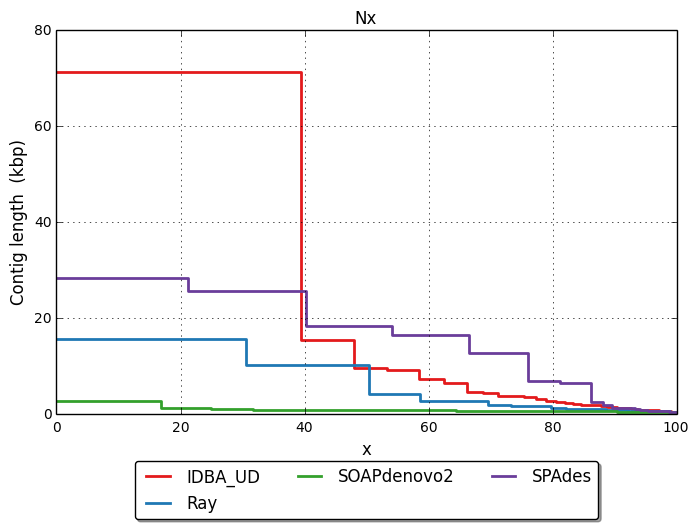 Nx
80
60
40
20
0
Contig length (kbp)
0 20 40 60 80 100
x
IDBA_UD SOAPdenovo2 SPAdes
Ray